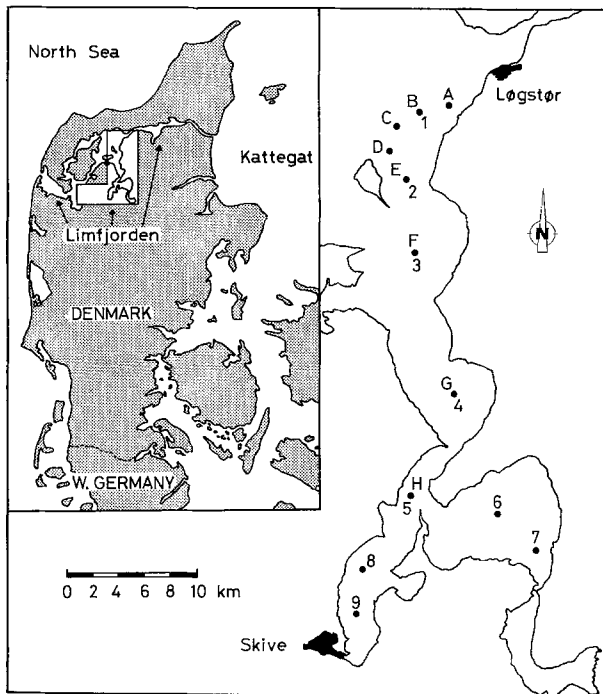 North Sea
Kattegat
Limfjorden
DENMARK
W. GERMANY
0 2 4 6 8 10 km
Løgstør
A
B
1
C
D
E
2
F
3
N
G
4
H
5
6
7
8
9
Skive